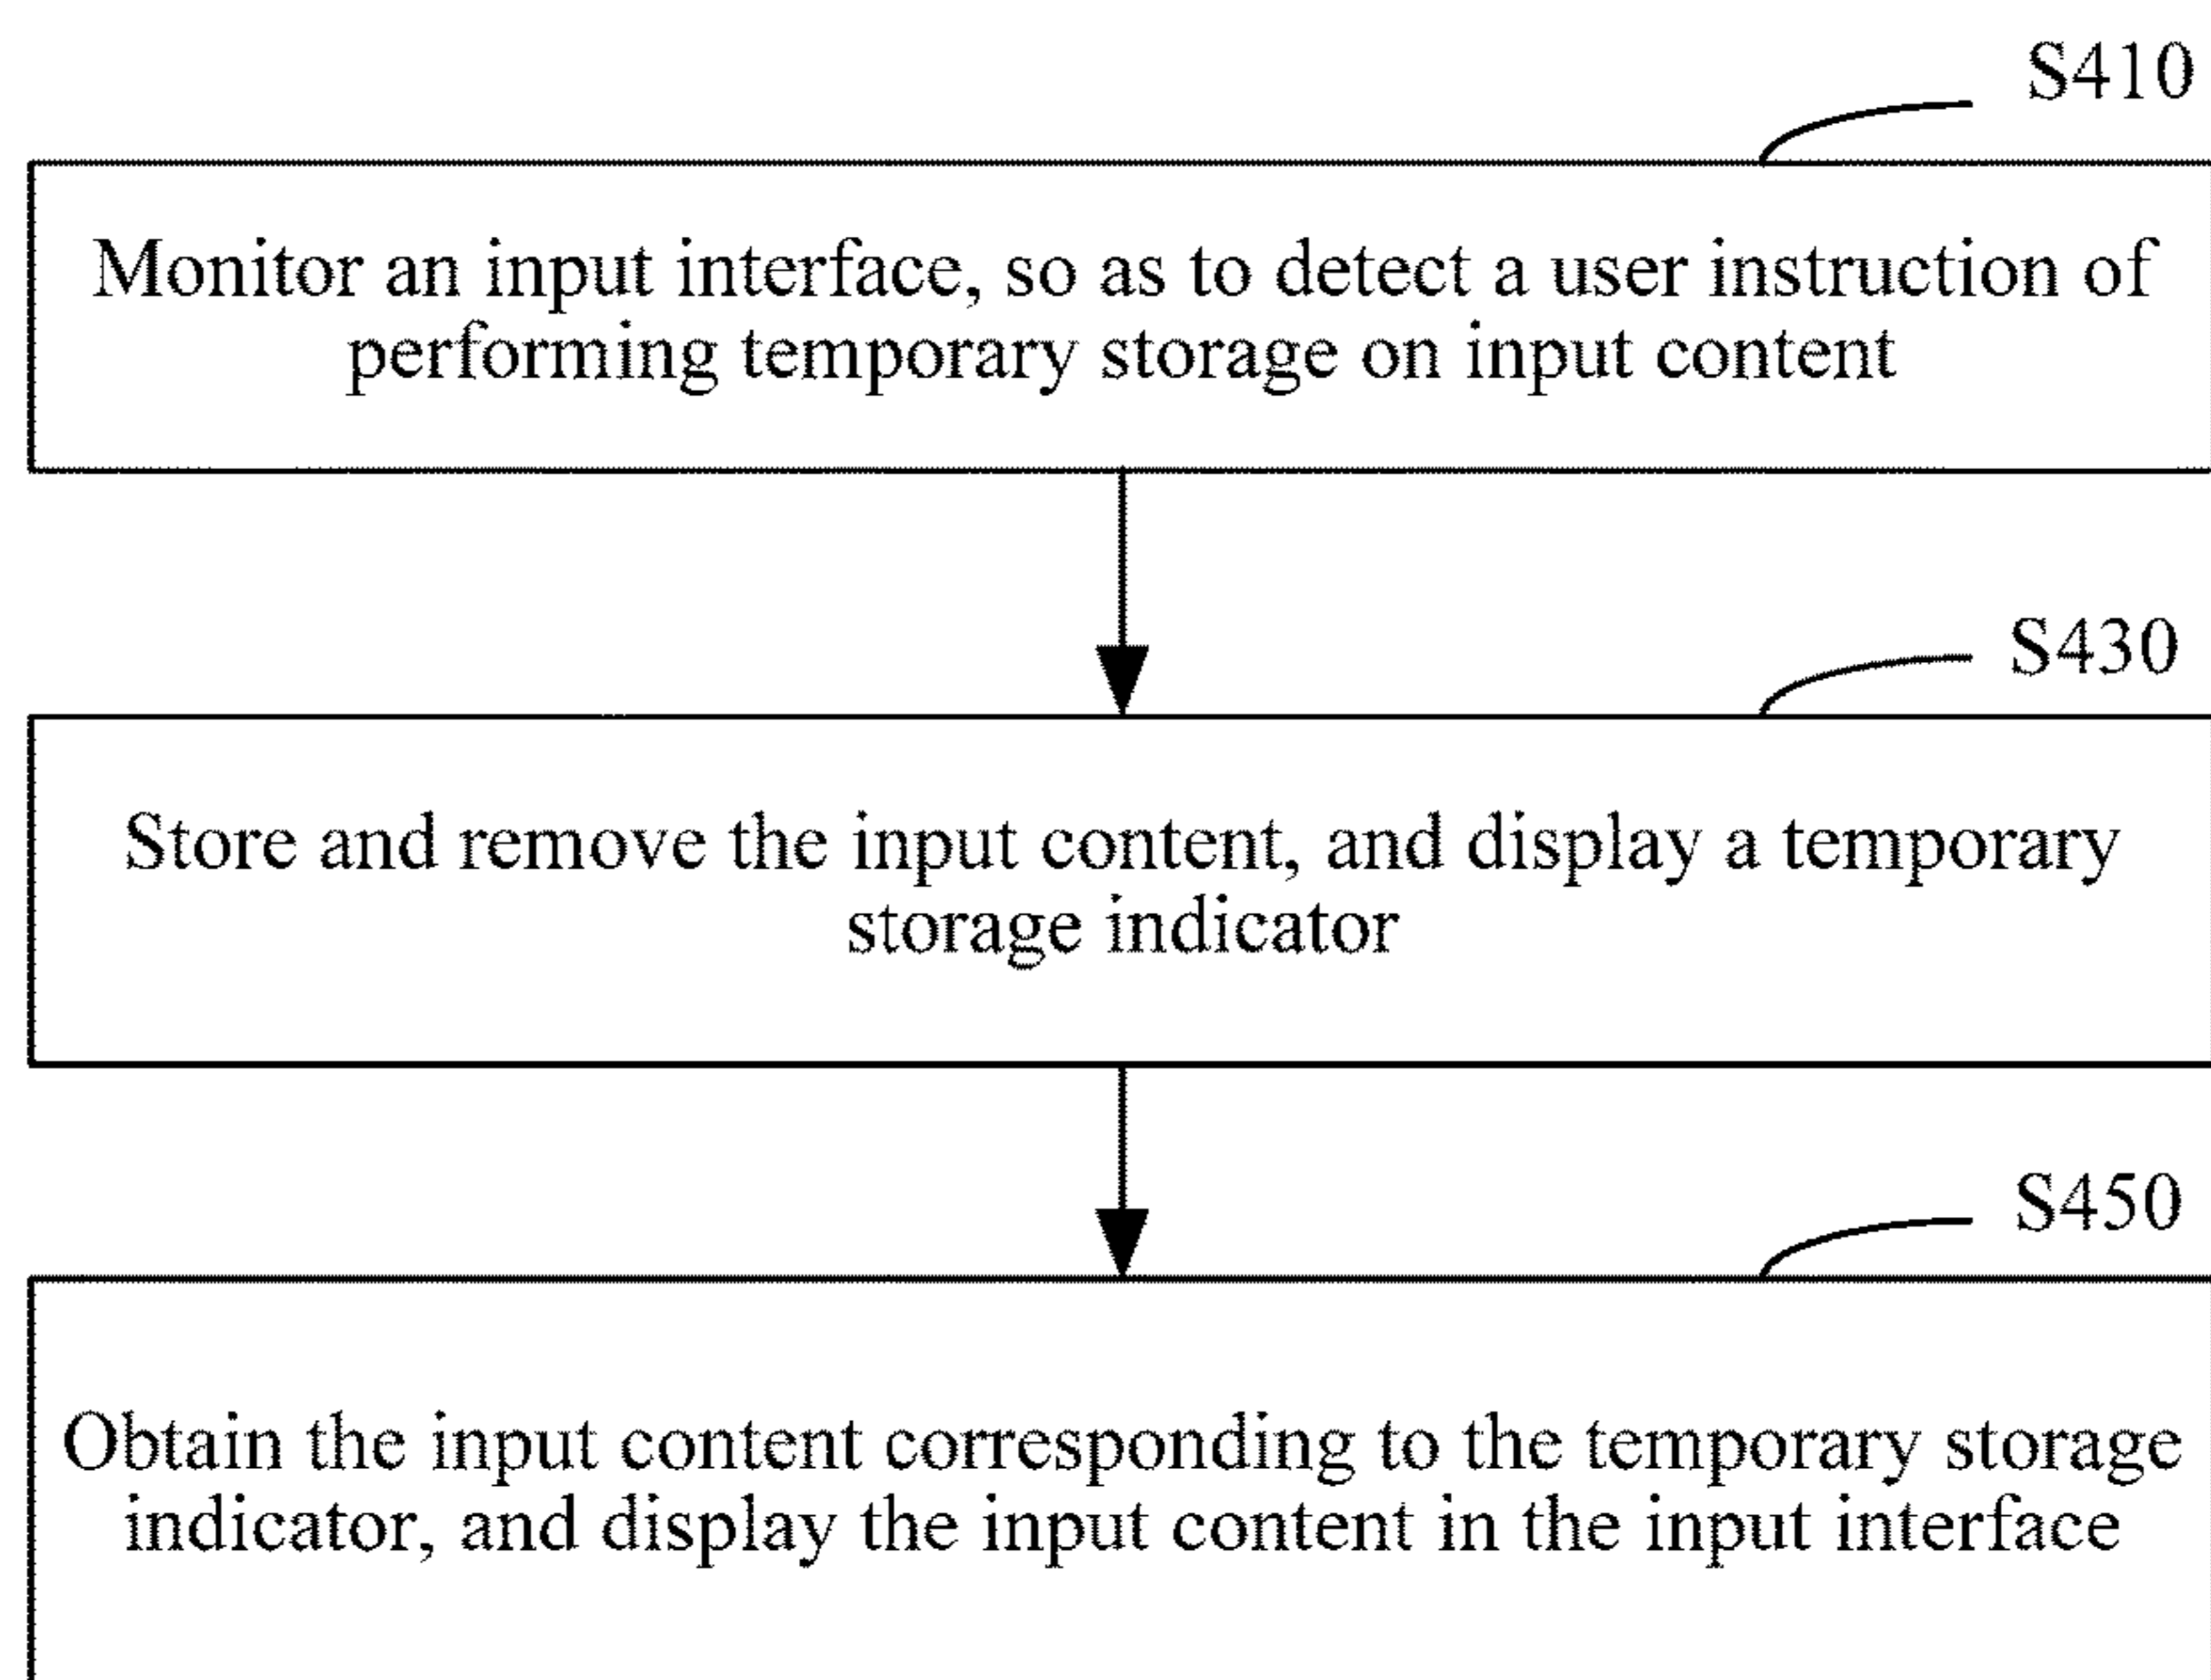 S410
Monitor an input interface, so as to detect a user instruction of
performing temporary storage on input content
S430
Store and remove the input content, and display a temporary
storage indicator
S450
Obtain the input content corresponding to the temporary storage
indicator, and display the input content in the input interface